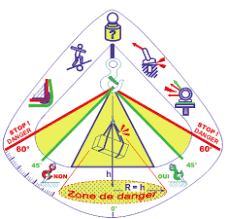 ?
STOP !
DANGER
60°
STOP !
DANGER
60°
45°
45°
NON
h
OUI
R = h
Zone de danger